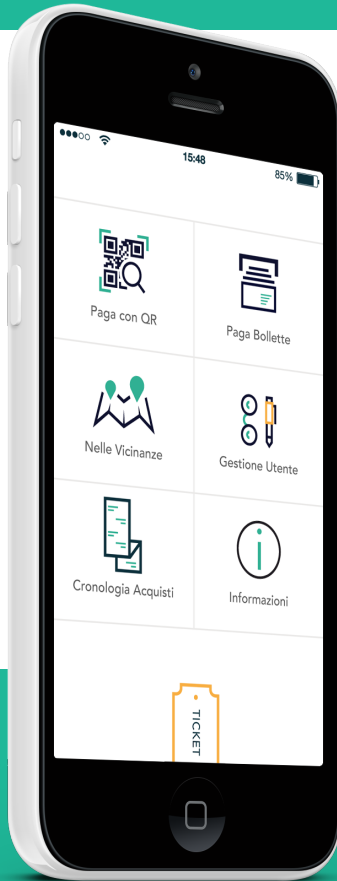 15:48
85%
Paga con QR
Paga Bollette
Nelle Vicinanze
Gestione Utente
Cronologia Acquisti
Informazioni
TICKET